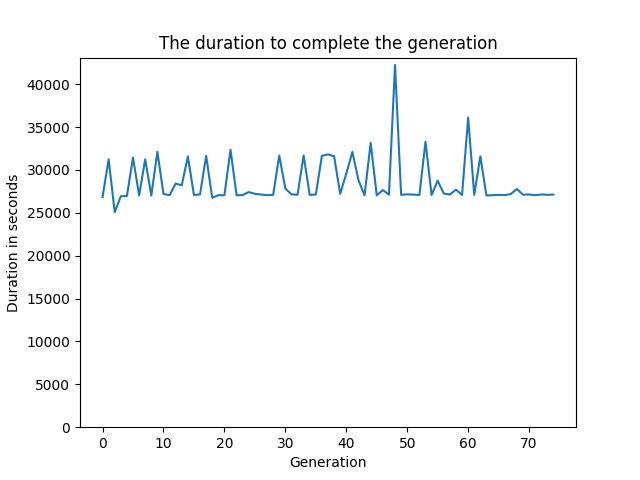 The duration to complete the generation
40000
35000
30000
25000
20000
15000
10000
5000
0
Duration in seconds
0 10 20 30 40 50 60 70
Generation